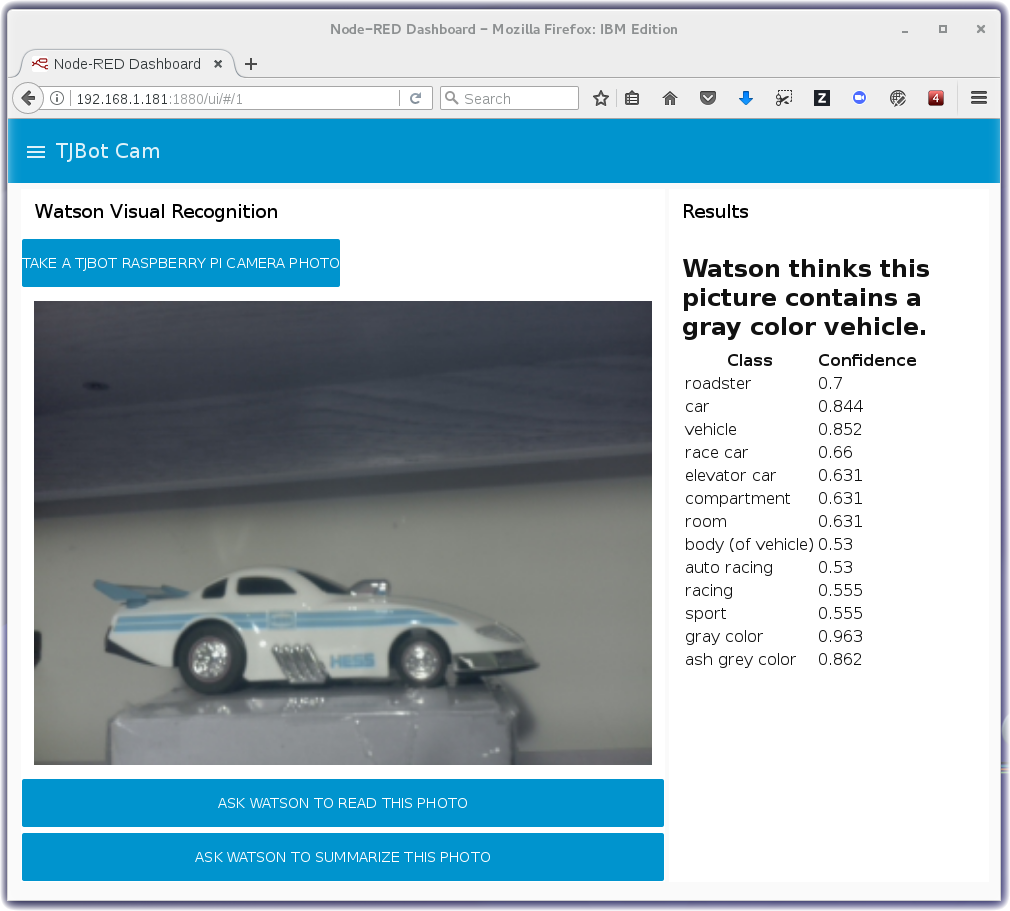 Node-RED Dashboard - Mozilla Firefox: IBM Edition
Node-RED Dashboard
192.168.1.181:1880/ui/#/1
Search
Z
4
TJBot Cam
Watson Visual Recognition
TAKE A TJBOT RASPBERRY PI CAMERA PHOTO
HESS
ASK WATSON TO READ THIS PHOTO
ASK WATSON TO SUMMARIZE THIS PHOTO
Results
Watson thinks this
picture contains a
gray color vehicle.
Class Confidence
roadster 0.7
car 0.844
vehicle 0.852
race car 0.66
elevator car 0.631
compartment 0.631
room 0.631
body (of vehicle) 0.53
auto racing 0.53
racing 0.555
sport 0.555
gray color 0.963
ash grey color 0.862